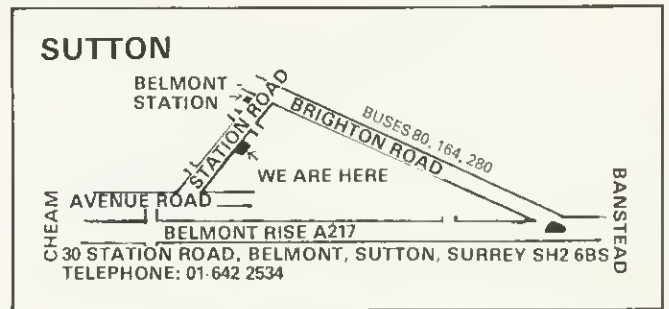 SUTTON
BELMONT
STATION
STATION ROAD
BRIGHTON ROAD
BUSES 80, 164, 280
WE ARE HERE
AVENUE ROAD
BELMONT RISE A217
CHEAM
BANSTEAD
30 STATION ROAD, BELMONT, SUTTON, SURREY SH2 6BS
TELEPHONE: 01-642 2534